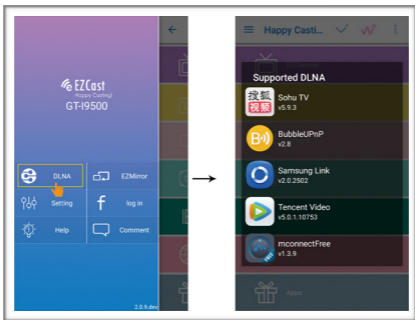 EZCast
Happy Casting!
GT-I9500
DLNA
EZMirror
Setting
log in
Help
Comment
2.0.9.dev
Happy Casti...
Supported DLNA
搜狐
视频
Sohu TV
v5.9.3
BubbleUPnP
v2.8
Samsung Link
v2.0.2502
Tencent Video
v5.0.1.10753
mconnectFree
v1.3.9
FREE
Apps